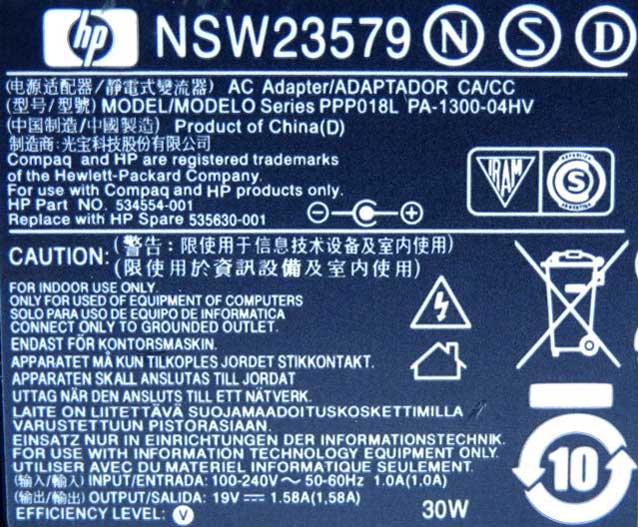 hp NSW23579 N S D
(电源适配器/靜電式變流器) AC Adapter/ADAPTADOR CA/CC
(型号/型號) MODEL/MODELO Series PPP018L PA-1300-04HV
(中国制造/中國製造) Product of China(D)
制造商:光宝科技股份有限公司
Compaq and HP are registered trademarks
of the Hewlett-Packard Company.
For use with Compaq and HP products only.
HP Part NO. 534554-001
Replace with HP Spare 535630-001
IRAM S
CAUTION: (警告: 限使用于信息技术设备及室内使用)
(限使用於資訊設備及室內使用)
FOR INDOOR USE ONLY.
ONLY FOR USED OF EQUIPMENT OF COMPUTERS
SOLO PARA USO DE EQUIPO DE INFORMATICA
CONNECT ONLY TO GROUNDED OUTLET.
ENDAST FÖR KONTORSMASKIN.
APPARATET MÅ KUN TILKOPLES JORDET STIKKONTAKT.
APPARATEN SKALL ANSLUTAS TILL JORDAT
UTTAG NÄR DEN ANSLUTS TILL ETT NÄTVERK.
LAITE ON LIITETTÄVÄ SUOJAMAADOITUSKOSKETTIMILLA
VARUSTETTUUN PISTORASIAAN.
EINSATZ NUR IN EINRICHTUNGEN DER INFORMATIONSTECHNIK.
FOR USE WITH INFORMATION TECHNOLOGY EQUIPMENT ONLY.
UTILISER AVEC DU MATERIEL INFORMATIQUE SEULEMENT.
(输入/輸入) INPUT/ENTRADA: 100-240V～ 50-60Hz 1.0A(1,0A)
(输出/輸出) OUTPUT/SALIDA: 19V⎓ 1.58A(1,58A)
EFFICIENCY LEVEL: V 30W
10